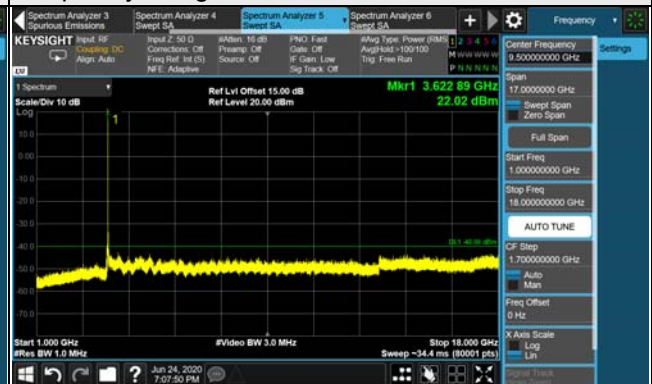 Spectrum Analyzer 3
Spurious Emissions
Spectrum Analyzer 4
Swept SA
Spectrum Analyzer 5
Swept SA
Spectrum Analyzer 6
Swept SA
Frequency
KEYSIGHT
Input: RF
Coupling: DC
Align: Auto
Input Z: 50 Ω
Corrections: Off
Freq Ref: Int (S)
NFE: Adaptive
#Atten: 16 dB
Preamp: Off
Source: Off
PNO: Fast
Gate: Off
IF Gain: Low
Sig Track: Off
#Avg Type: Power (RMS)
Avg|Hold >100/100
Trig: Free Run
1 2 3 4 5 6
M W W W W W
P N N N N N
LXI
Center Frequency
9.500000000 GHz
Settings
Span
17.0000000 GHz
Swept Span
Zero Span
Full Span
Start Freq
1.000000000 GHz
Stop Freq
18.000000000 GHz
AUTO TUNE
CF Step
1.700000000 GHz
Auto
Man
Freq Offset
0 Hz
X Axis Scale
Log
Lin
Signal Track
1 Spectrum
Scale/Div 10 dB
Log
Ref Lvl Offset 15.00 dB
Ref Level 20.00 dBm
Mkr1 3.622 89 GHz
22.02 dBm
1
10.0
0.00
-10.0
-20.0
-30.0
-40.0
-50.0
-60.0
-70.0
DL1 -40.00 dBm
Start 1.000 GHz
#Res BW 1.0 MHz
#Video BW 3.0 MHz
Stop 18.000 GHz
Sweep ~34.4 ms (80001 pts)
Jun 24, 2020
7:07:50 PM